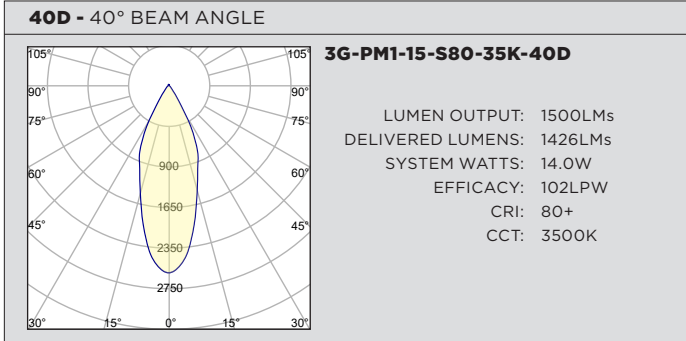 40D - 40° BEAM ANGLE
3G-PM1-15-S80-35K-40D
LUMEN OUTPUT: 1500LMs
DELIVERED LUMENS: 1426LMs
SYSTEM WATTS: 14.0W
EFFICACY: 102LPW
CRI: 80+
CCT: 3500K
105° 105°
90° 90°
75° 75°
900
60° 60°
1650
45° 45°
2350
2750
30° 15° 0° 15° 30°